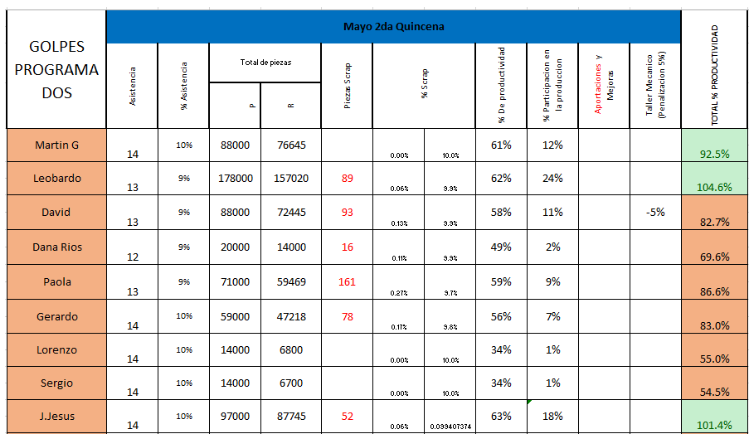 GOLPES PROGRAMA DOS
Mayo 2da Quincena
Asistencia
% Asistencia
Total de piezas
P
R
Piezas Scrap
% Scrap
% De productividad
% Participacion en la produccion
Aportaciones y Mejoras
Taller Mecanico (Penalizacion 5%)
TOTAL % PRODUCTIVIDAD
Martin G 14 10% 88000 76645 0.00% 10.0% 61% 12% 92.5%
Leobardo 13 9% 178000 157020 89 0.06% 9.9% 62% 24% 104.6%
David 13 9% 88000 72445 93 0.13% 9.9% 58% 11% -5% 82.7%
Dana Rios 12 9% 20000 14000 16 0.11% 9.9% 49% 2% 69.6%
Paola 13 9% 71000 59469 161 0.27% 9.7% 59% 9% 86.6%
Gerardo 14 10% 59000 47218 78 0.17% 9.8% 56% 7% 83.0%
Lorenzo 14 10% 14000 6800 0.00% 10.0% 34% 1% 55.0%
Sergio 14 10% 14000 6700 0.00% 10.0% 34% 1% 54.5%
J.Jesus 14 10% 97000 87745 52 0.06% 0.099407374 63% 18% 101.4%